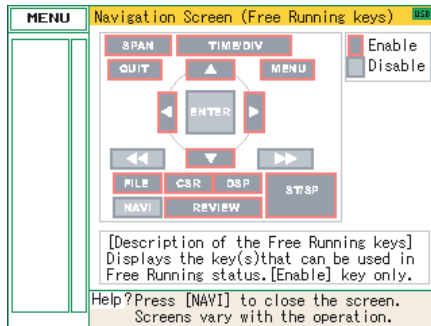 MENU
Navigation Screen (Free Running keys)
USB
SPAN
TIME/DIV
Enable
QUIT
MENU
Disable
ENTER
FILE
CSR
DSP
ST/SP
NAVI
REVIEW
[Description of the Free Running keys]
Displays the key(s)that can be used in
Free Running status.[Enable] key only.
Help?Press [NAVI] to close the screen.
Screens vary with the operation.